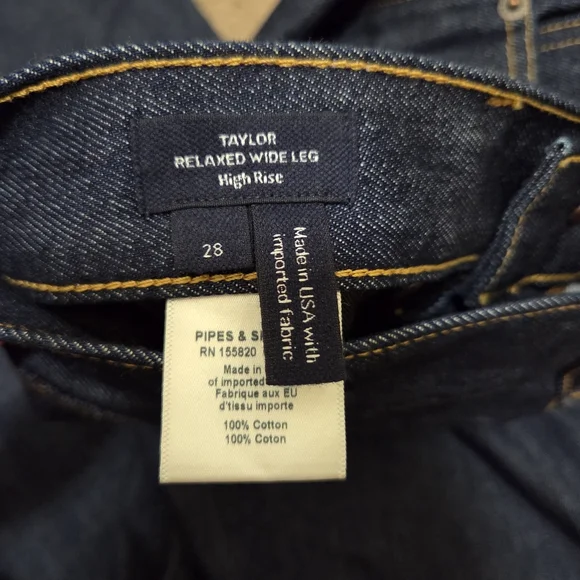 TAYLOR
RELAXED WIDE LEG
High Rise
28
Made in USA with
imported fabric
PIPES &
RN 155820
Made in
of imported
Fabrique aux EU
d'tissu importe
100% Cotton
100% Coton